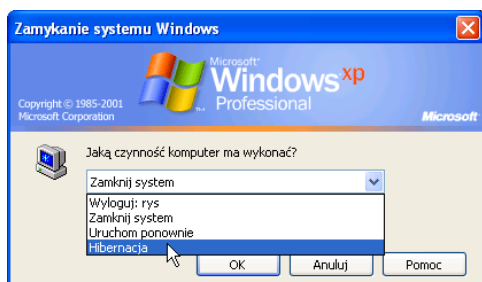 Zamykanie systemu Windows
Microsoft®
Windows xp
Professional
Copyright © 1985-2001
Microsoft Corporation
Microsoft
Jaką czynność komputer ma wykonać?
Zamknij system
Wyloguj: rys
Zamknij system
Uruchom ponownie
Hibernacja
OK Anuluj Pomoc